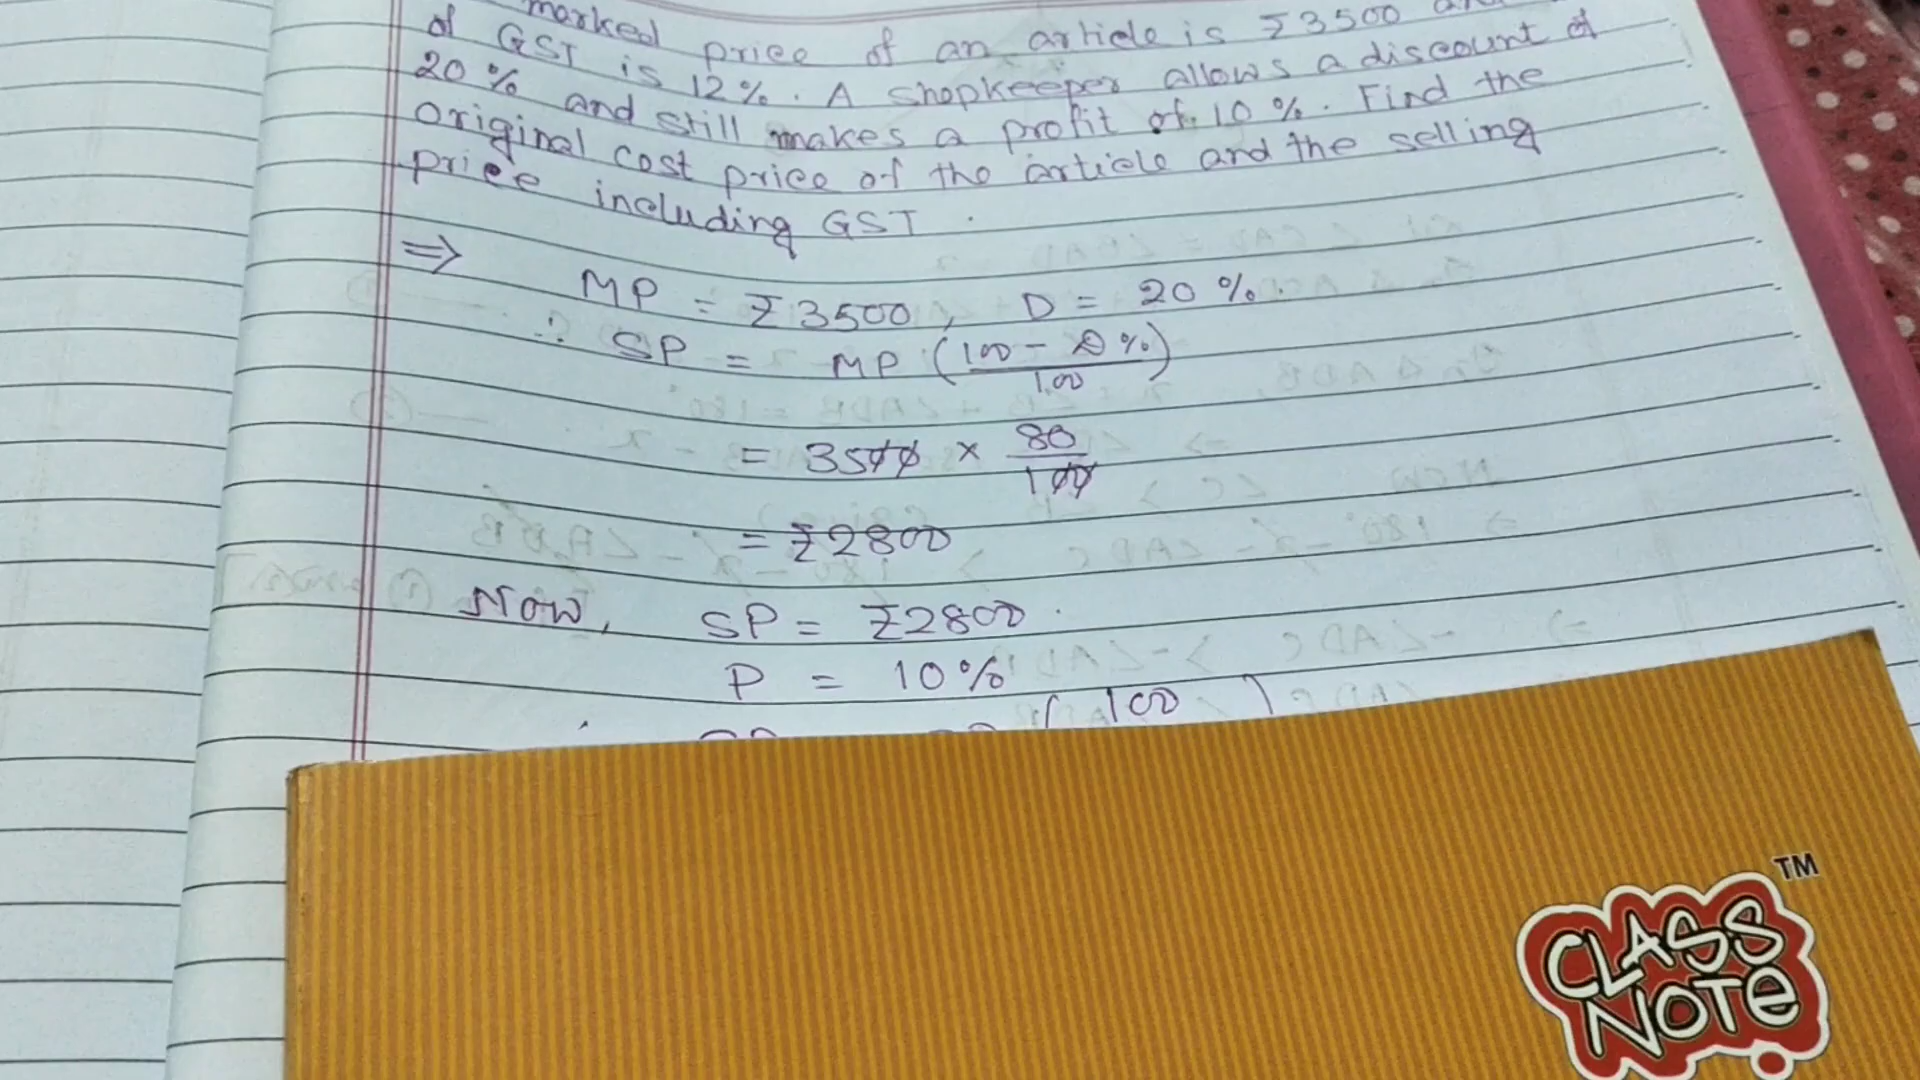 marked price of an article is ₹3500
of GST is 12%. A shopkeeper allows a discount of
20% and still makes a profit of 10%. Find the
original cost price of the article and the selling
price including GST.
⇒ MP = ₹3500, D = 20%.
∴ SP = MP (100 - D% / 100)
= 3500 × 80/100
= ₹2800
Now, SP = ₹2800.
P = 10%
( 100 )
CLASS
NOTE
TM